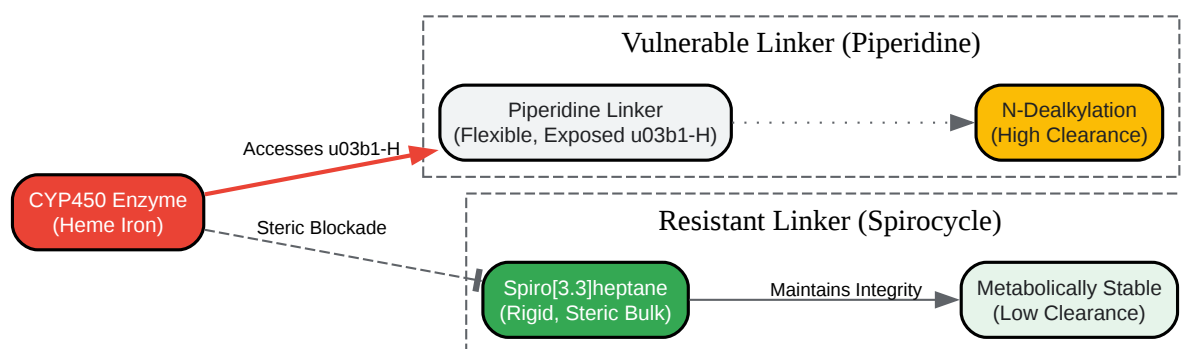 Vulnerable Linker (Piperidine)
Piperidine Linker
(Flexible, Exposed u03b1-H)
N-Dealkylation
(High Clearance)
Accesses u03b1-H
CYP450 Enzyme
(Heme Iron)
Steric Blockade
Resistant Linker (Spirocycle)
Spiro[3.3]heptane
(Rigid, Steric Bulk)
Maintains Integrity
Metabolically Stable
(Low Clearance)